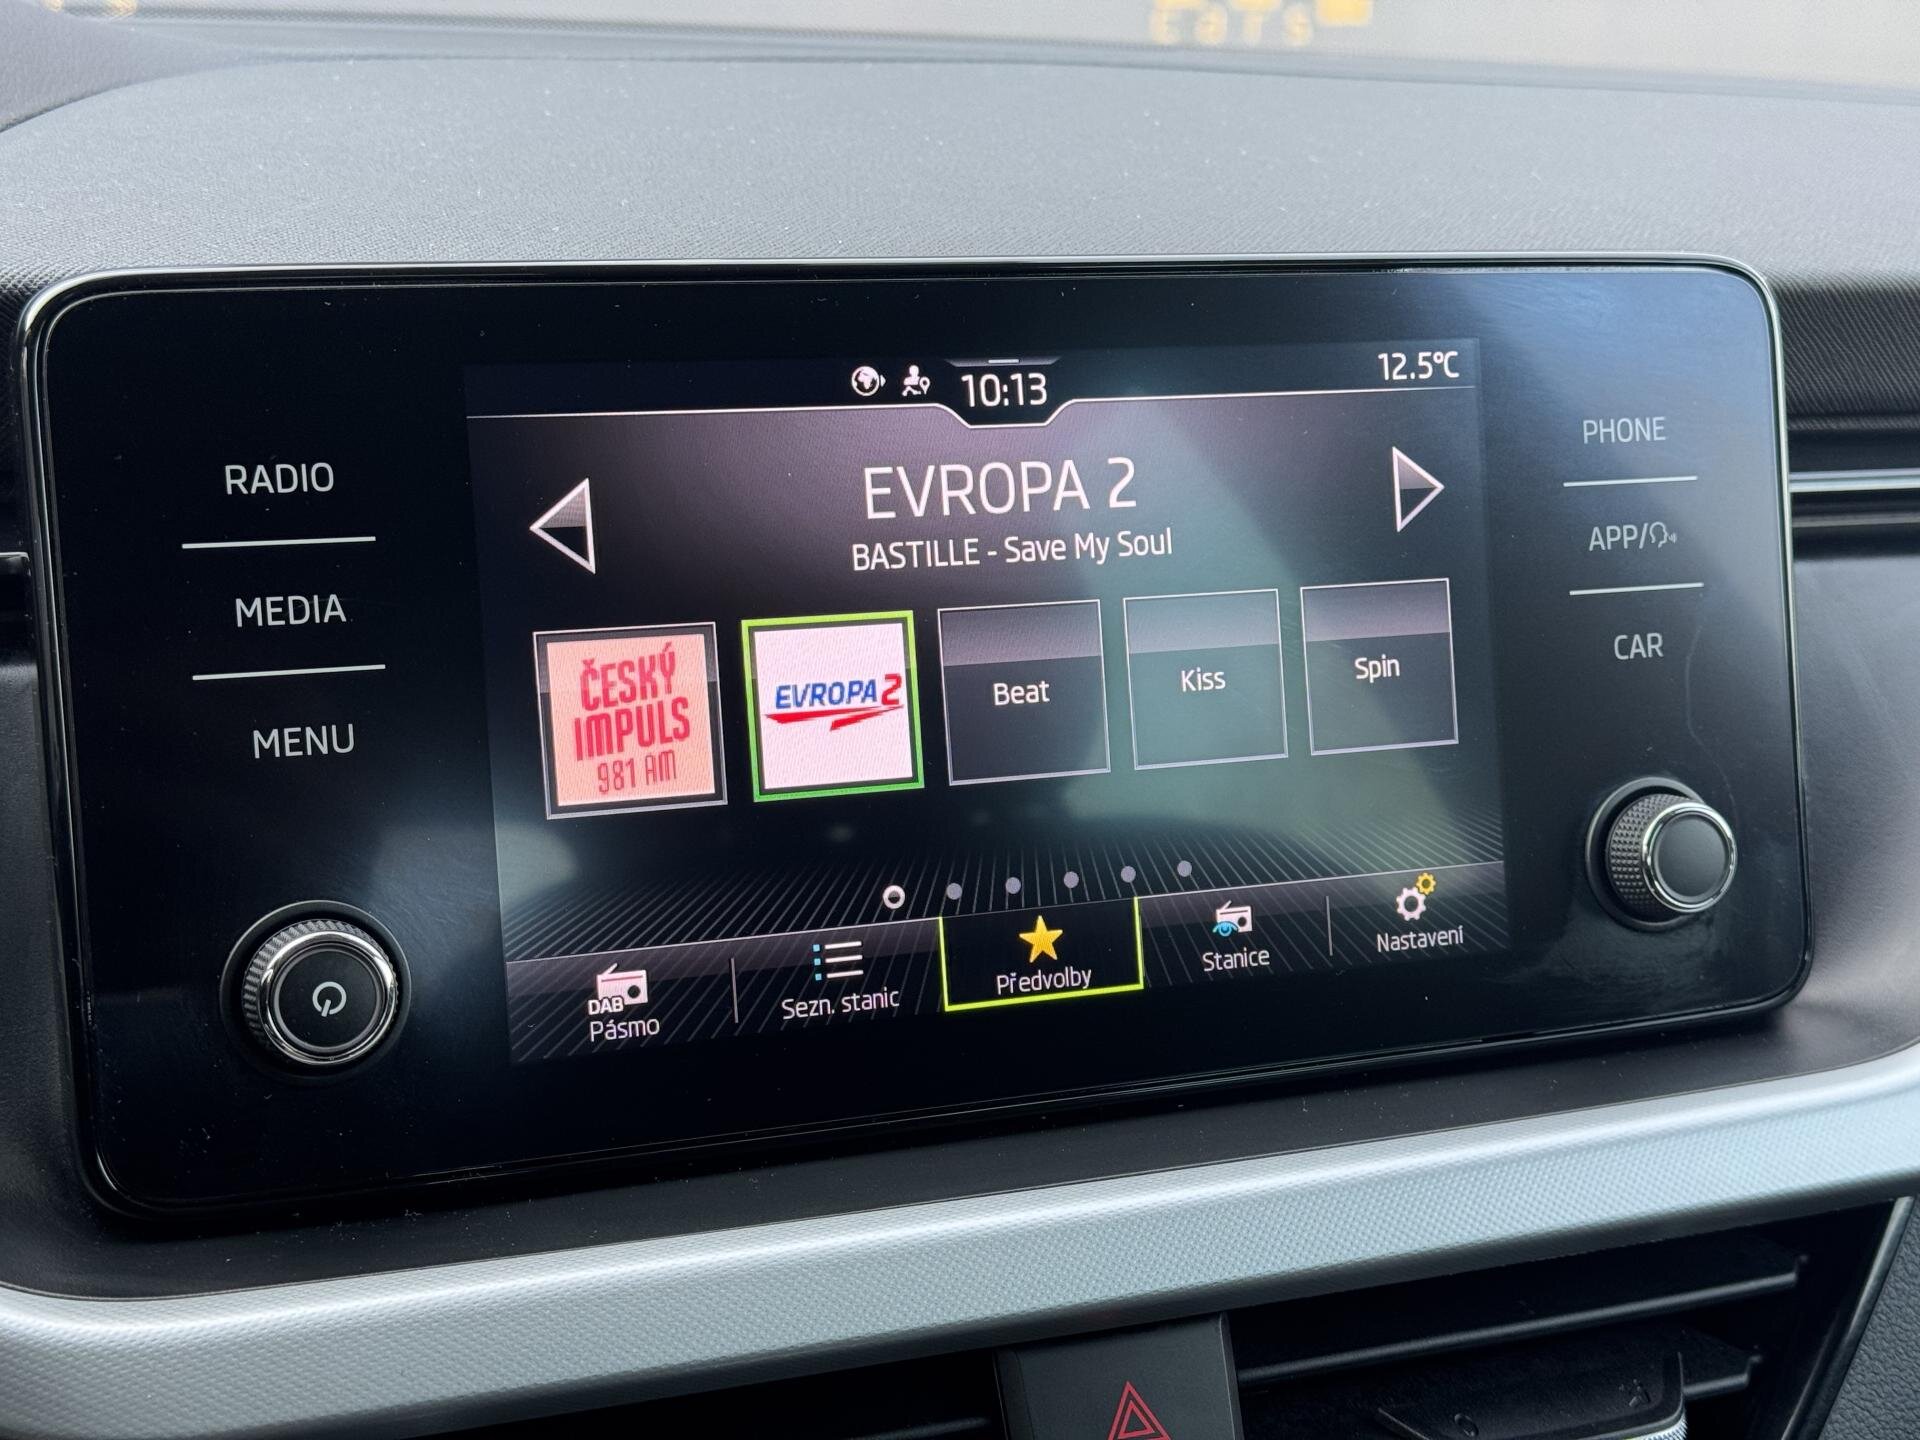 10:13
12.5°C
RADIO
MEDIA
MENU
EVROPA 2
BASTILLE - Save My Soul
ČESKÝ
IMPULS
981 AM
EVROPA 2
Beat
Kiss
Spin
DAB
Pásmo
Sezn. stanic
Předvolby
Stanice
Nastavení
PHONE
APP/
CAR